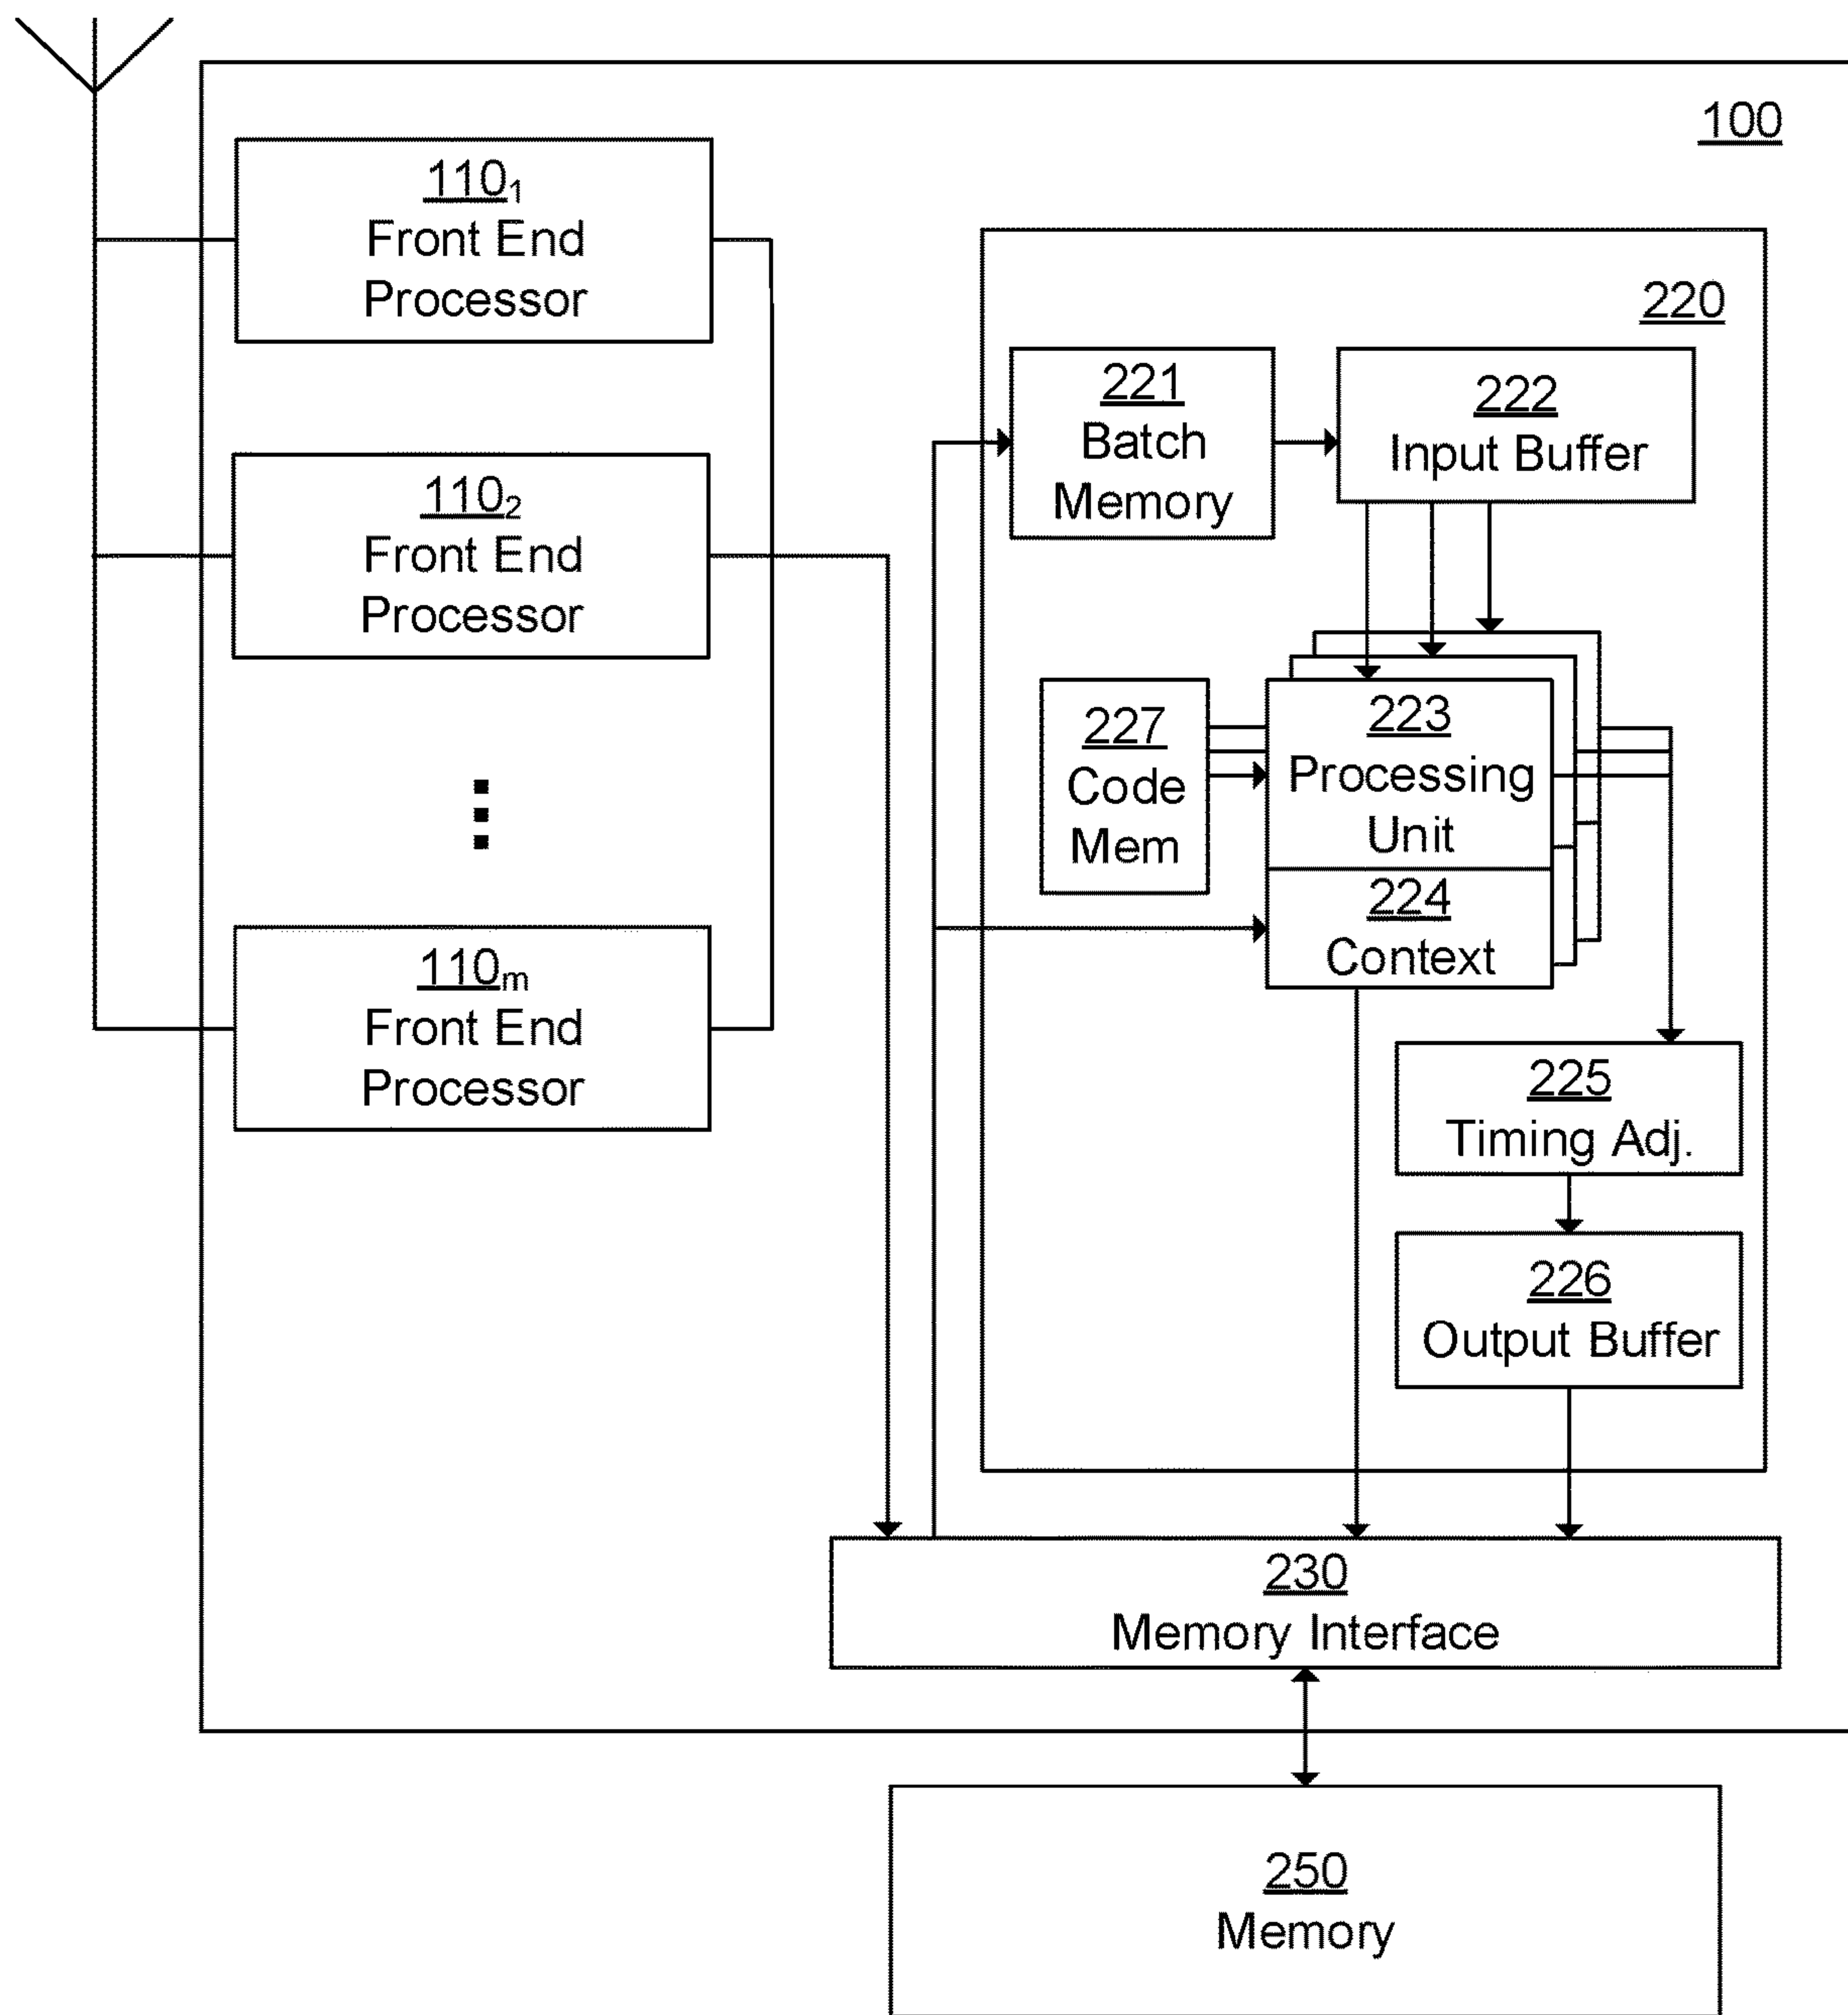 100
110₁
Front End
Processor
220
221
Batch
Memory
222
Input Buffer
110₂
Front End
Processor
227
Code
Mem
223
Processing
Unit
224
Context
110ₘ
Front End
Processor
225
Timing Adj.
226
Output Buffer
230
Memory Interface
250
Memory